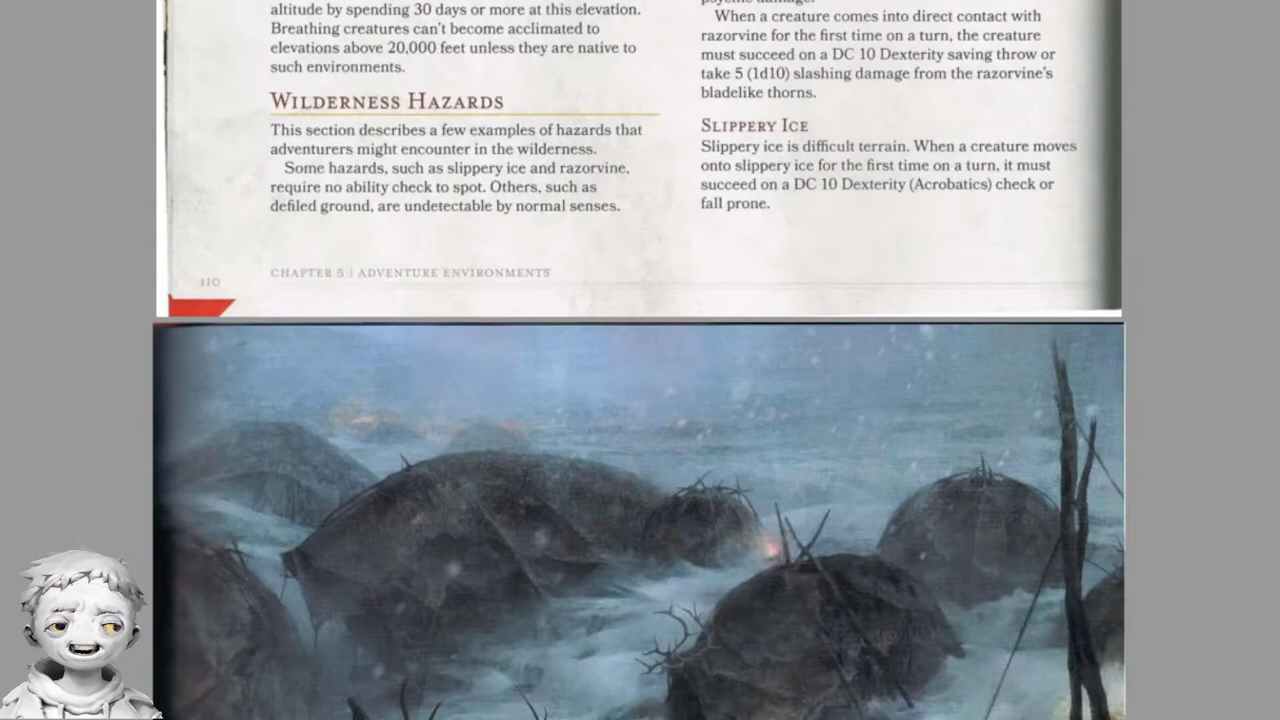 altitude by spending 30 days or more at this elevation.
Breathing creatures can't become acclimated to
elevations above 20,000 feet unless they are native to
such environments.
WILDERNESS HAZARDS
This section describes a few examples of hazards that
adventurers might encounter in the wilderness.
Some hazards, such as slippery ice and razorvine,
require no ability check to spot. Others, such as
defiled ground, are undetectable by normal senses.
psychic damage.
When a creature comes into direct contact with
razorvine for the first time on a turn, the creature
must succeed on a DC 10 Dexterity saving throw or
take 5 (1d10) slashing damage from the razorvine's
bladelike thorns.
SLIPPERY ICE
Slippery ice is difficult terrain. When a creature moves
onto slippery ice for the first time on a turn, it must
succeed on a DC 10 Dexterity (Acrobatics) check or
fall prone.
CHAPTER 5 | ADVENTURE ENVIRONMENTS
110